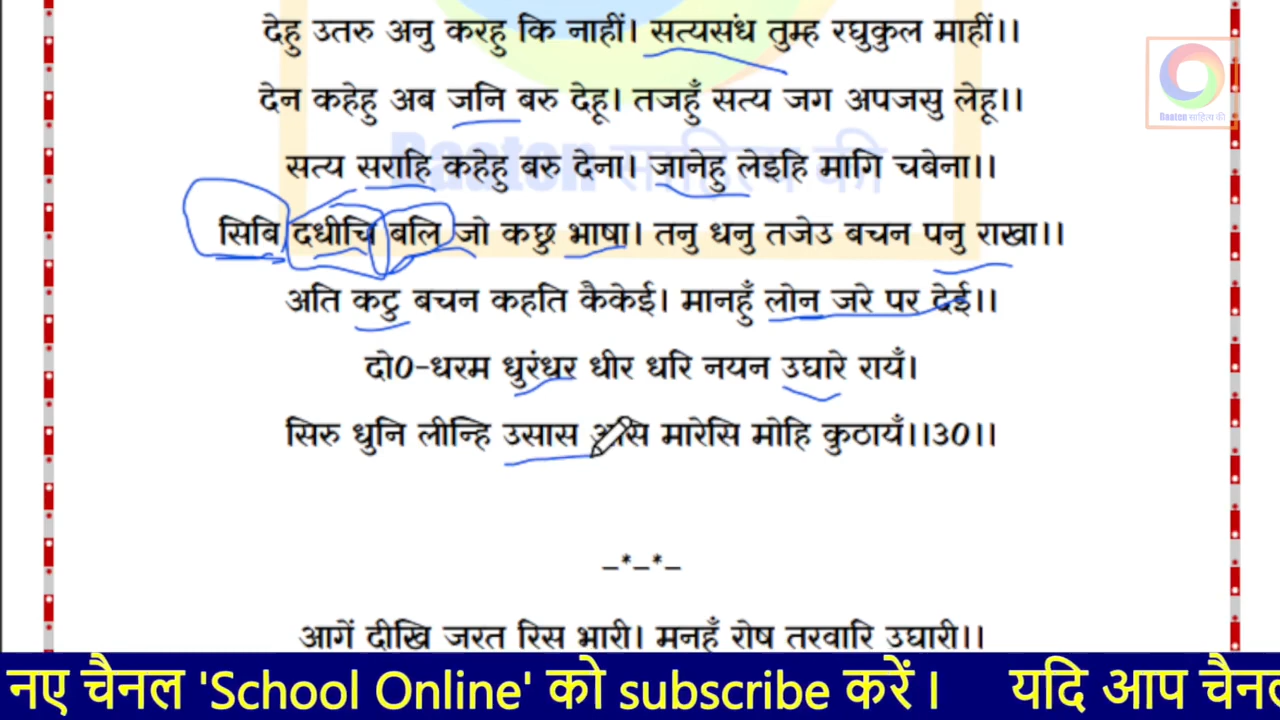 देहु उतरु अनु करहु कि नाहीं। सत्यसंध तुम्ह रघुकुल माहीं।।
देन कहेहु अब जनि बरु देहू। तजहुँ सत्य जग अपजसु लेहू।।
Baaten साहित्य की
सत्य सराहि कहेहु बरु देना। जानेहु लेइहि मागि चबेना।।
Baaten साहित्य की
सिबि दधीचि बलि जो कछु भाषा। तनु धनु तजेउ बचन पनु राखा।।
अति कटु बचन कहति कैकेई। मानहुँ लोन जरे पर देई।।
दो0-धरम धुरंधर धीर धरि नयन उघारे रायँ।
सिरु धुनि लीन्हि उसास असि मारेसि मोहि कुठायँ।।30।।
–*–*–
आगें दीखि जरत रिस भारी। मनहँ रोष तरवारि उघारी।।
नए चैनल 'School Online' को subscribe करें। यदि आप चैनल